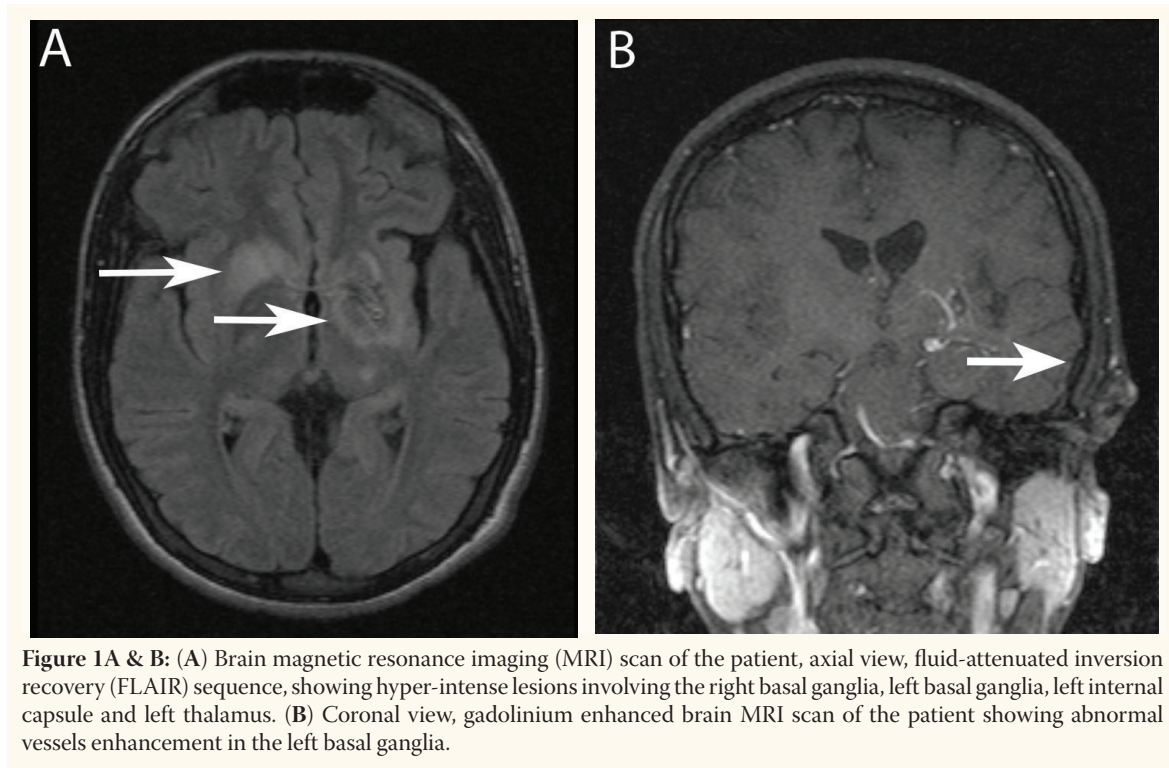 A
B
Figure 1A & B: (A) Brain magnetic resonance imaging (MRI) scan of the patient, axial view, fluid-attenuated inversion
recovery (FLAIR) sequence, showing hyper-intense lesions involving the right basal ganglia, left basal ganglia, left internal
capsule and left thalamus. (B) Coronal view, gadolinium enhanced brain MRI scan of the patient showing abnormal
vessels enhancement in the left basal ganglia.